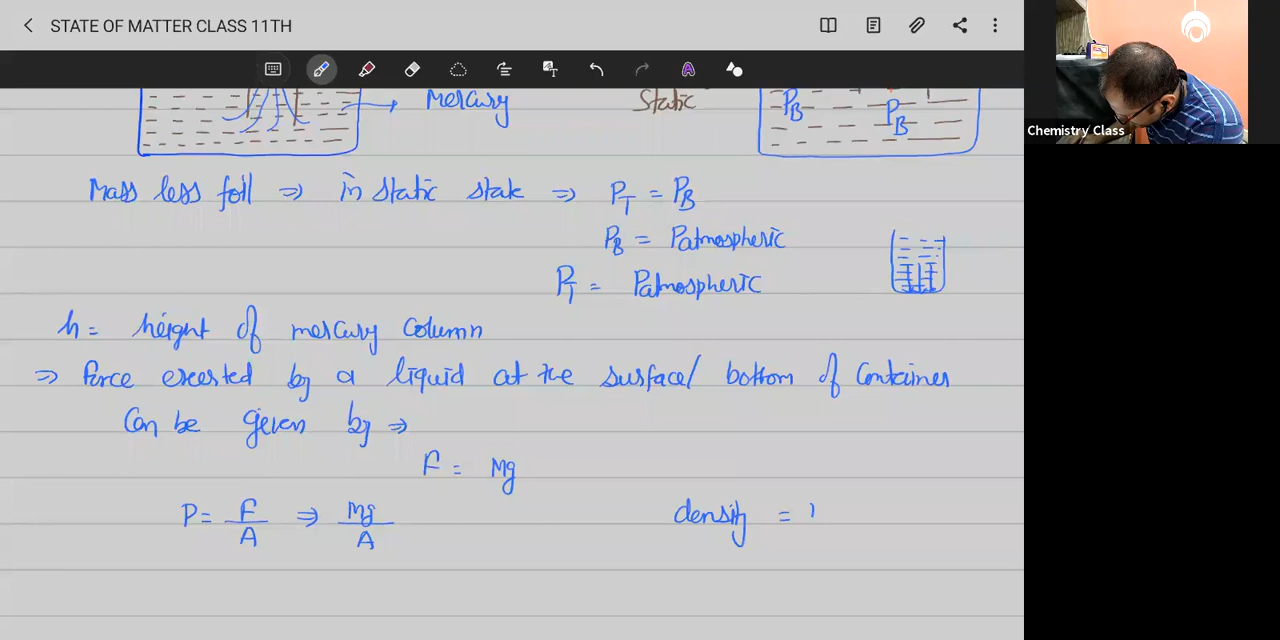 STATE OF MATTER CLASS 11TH
Chemistry Class
Mercury
Static
PB
PB
Mass less foil ⇒ in static stak ⇒ PT = PB
PB = Patmospheric
PT = Patmospheric
h = height of mercury column
⇒ Force exerted by a liquid at the surface/ bottom of Container
Can be given by ⇒
F = Mg
P = F/A ⇒ Mg/A
density =